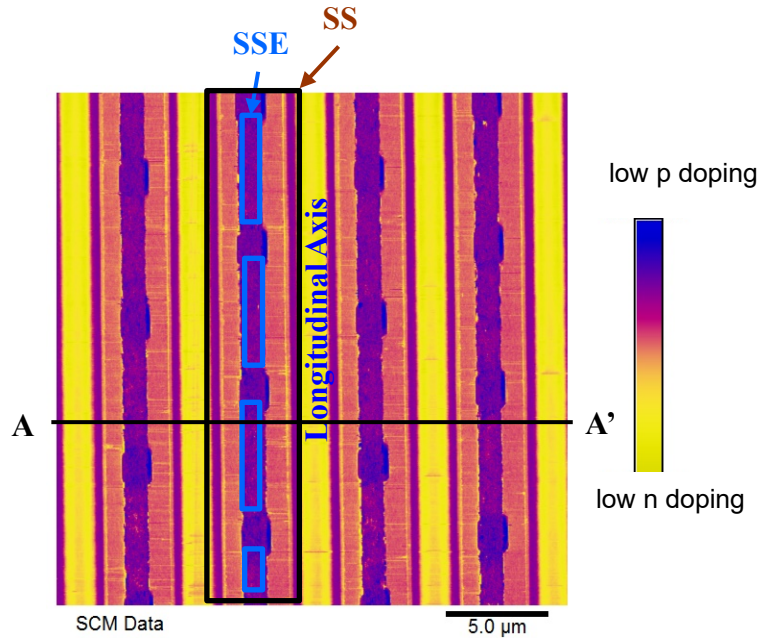 SS
SSE
low p doping
Longitudinal Axis
A
A’
low n doping
SCM Data
5.0 µm